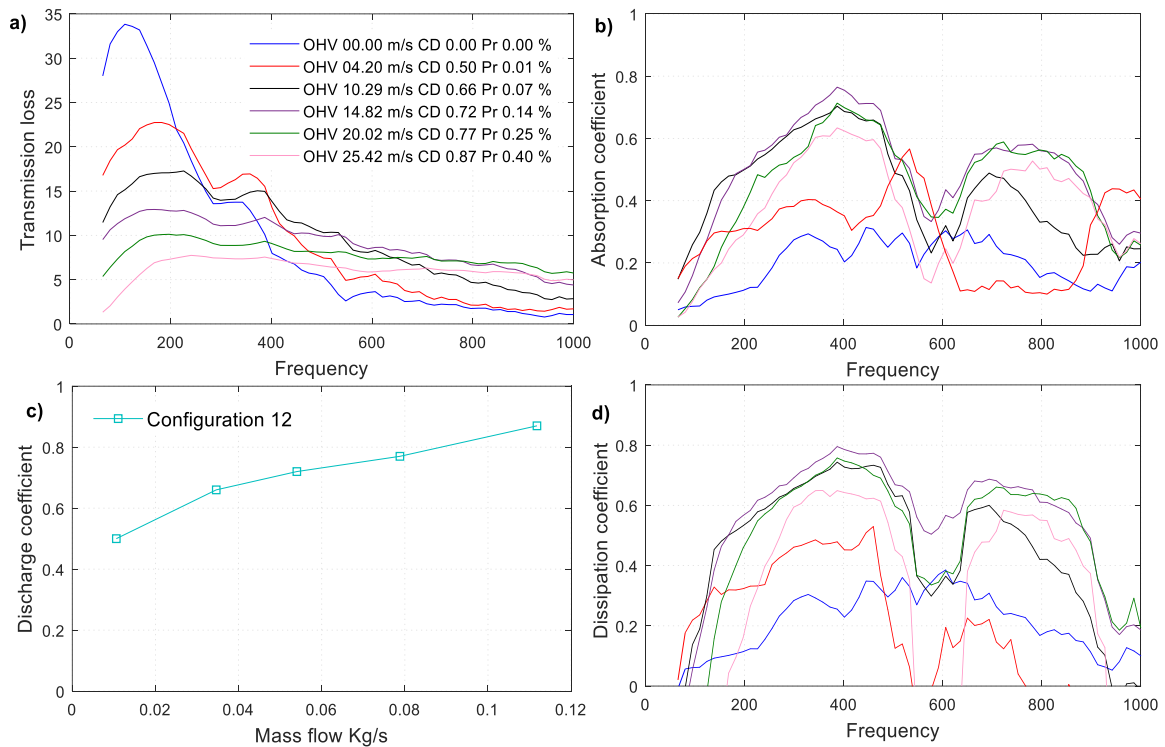 a)
35
30
25
20
15
10
5
0
Transmission loss
OHV 00.00 m/s CD 0.00 Pr 0.00 %
OHV 04.20 m/s CD 0.50 Pr 0.01 %
OHV 10.29 m/s CD 0.66 Pr 0.07 %
OHV 14.82 m/s CD 0.72 Pr 0.14 %
OHV 20.02 m/s CD 0.77 Pr 0.25 %
OHV 25.42 m/s CD 0.87 Pr 0.40 %
0 200 400 600 800 1000
Frequency
b)
1
0.8
0.6
0.4
0.2
0
Absorption coefficient
0 200 400 600 800 1000
Frequency
c)
1
0.8
0.6
0.4
0.2
0
Discharge coefficient
Configuration 12
0 0.02 0.04 0.06 0.08 0.1 0.12
Mass flow Kg/s
d)
1
0.8
0.6
0.4
0.2
0
Dissipation coefficient
0 200 400 600 800 1000
Frequency